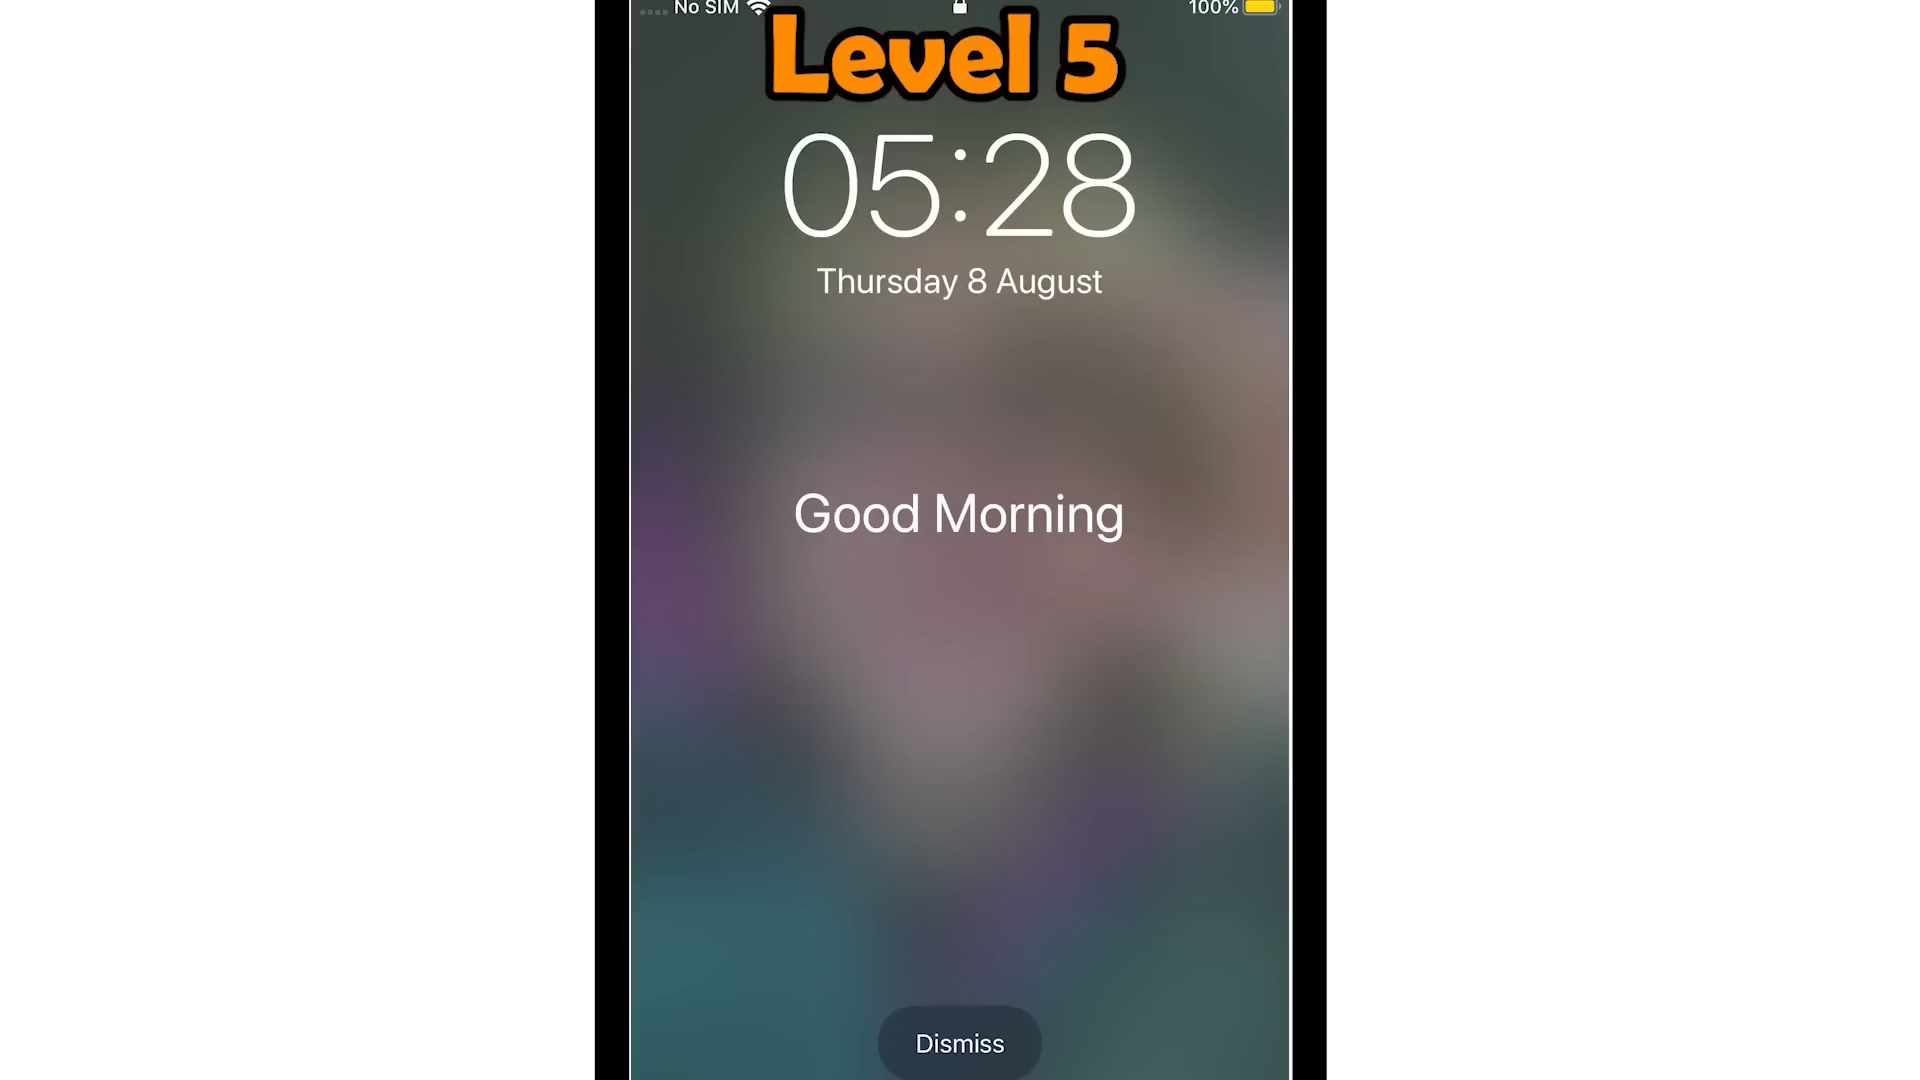 No SIM 100%
Level 5
05:28
Thursday 8 August
Good Morning
Dismiss